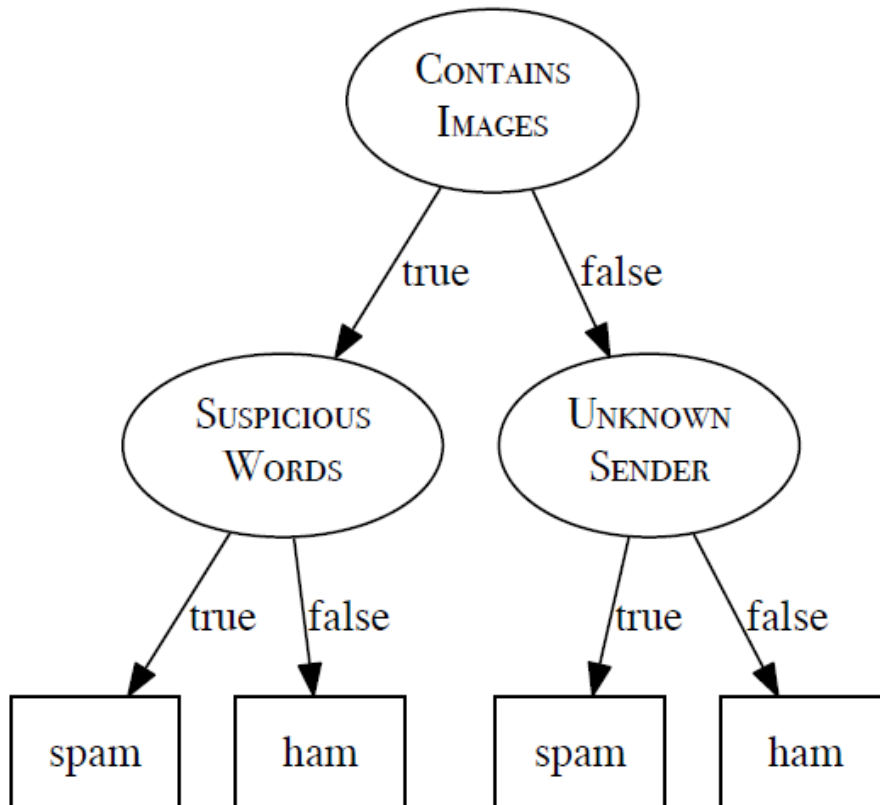 CONTAINS
IMAGES
true
false
SUSPICIOUS
WORDS
UNKNOWN
SENDER
true
false
true
false
spam
ham
spam
ham